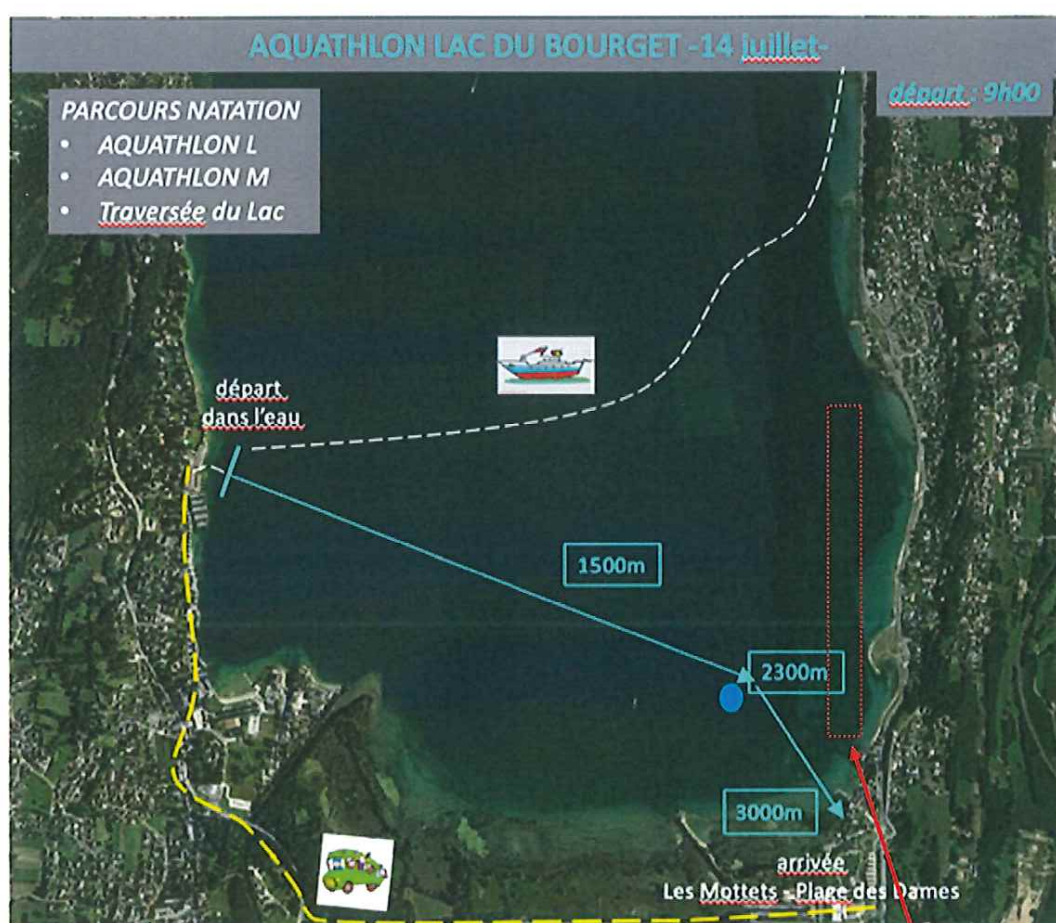 AQUATHLON LAC DU BOURGET -14 juillet-
départ : 9h00
PARCOURS NATATION
• AQUATHLON L
• AQUATHLON M
• Traversée du Lac
départ
dans l'eau
1500m
2300m
3000m
arrivée
Les Mottets - Plage des Dames